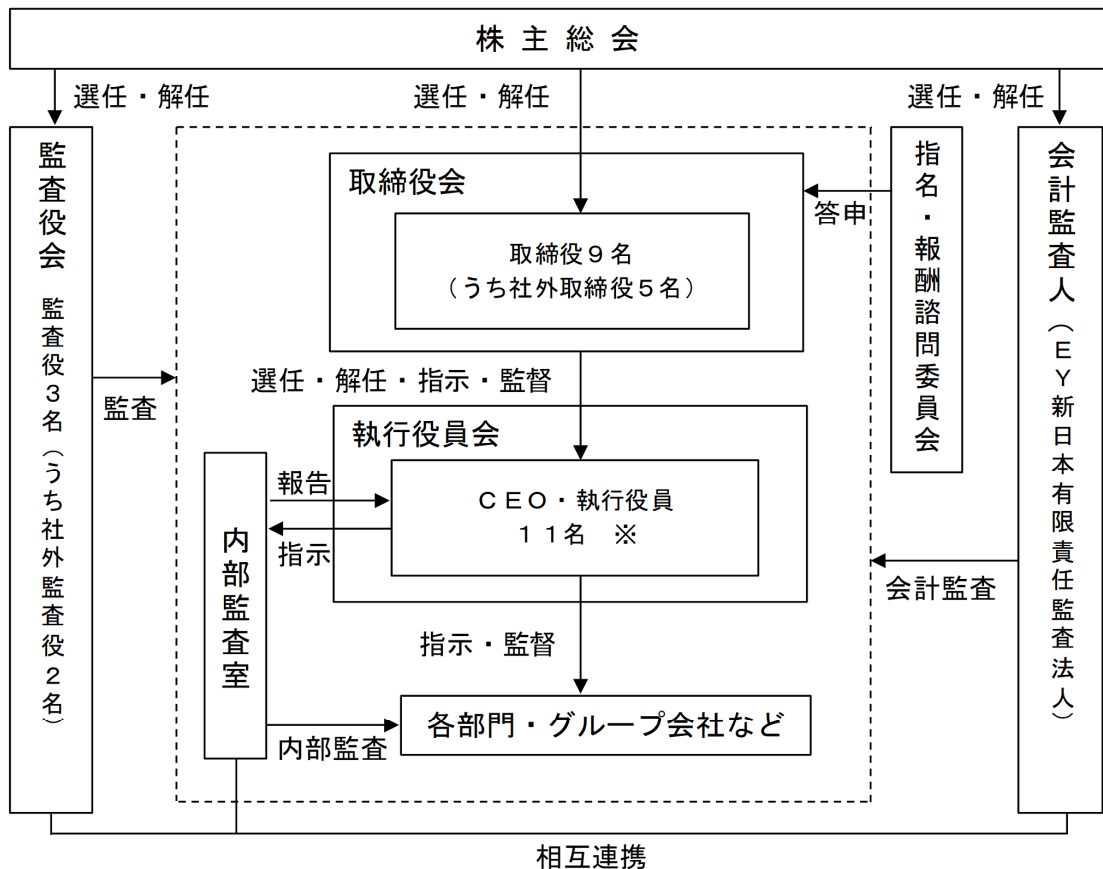 株主総会
選任・解任
選任・解任
選任・解任
監査役会
監査役3名（うち社外監査役2名）
監査
取締役会
取締役９名
（うち社外取締役５名）
答申
指名・報酬諮問委員会
会計監査人
（ＥＹ新日本有限責任監査法人）
選任・解任・指示・監督
執行役員会
ＣＥＯ・執行役員
１１名　※
報告
指示
内部監査室
会計監査
指示・監督
各部門・グループ会社など
内部監査
相互連携